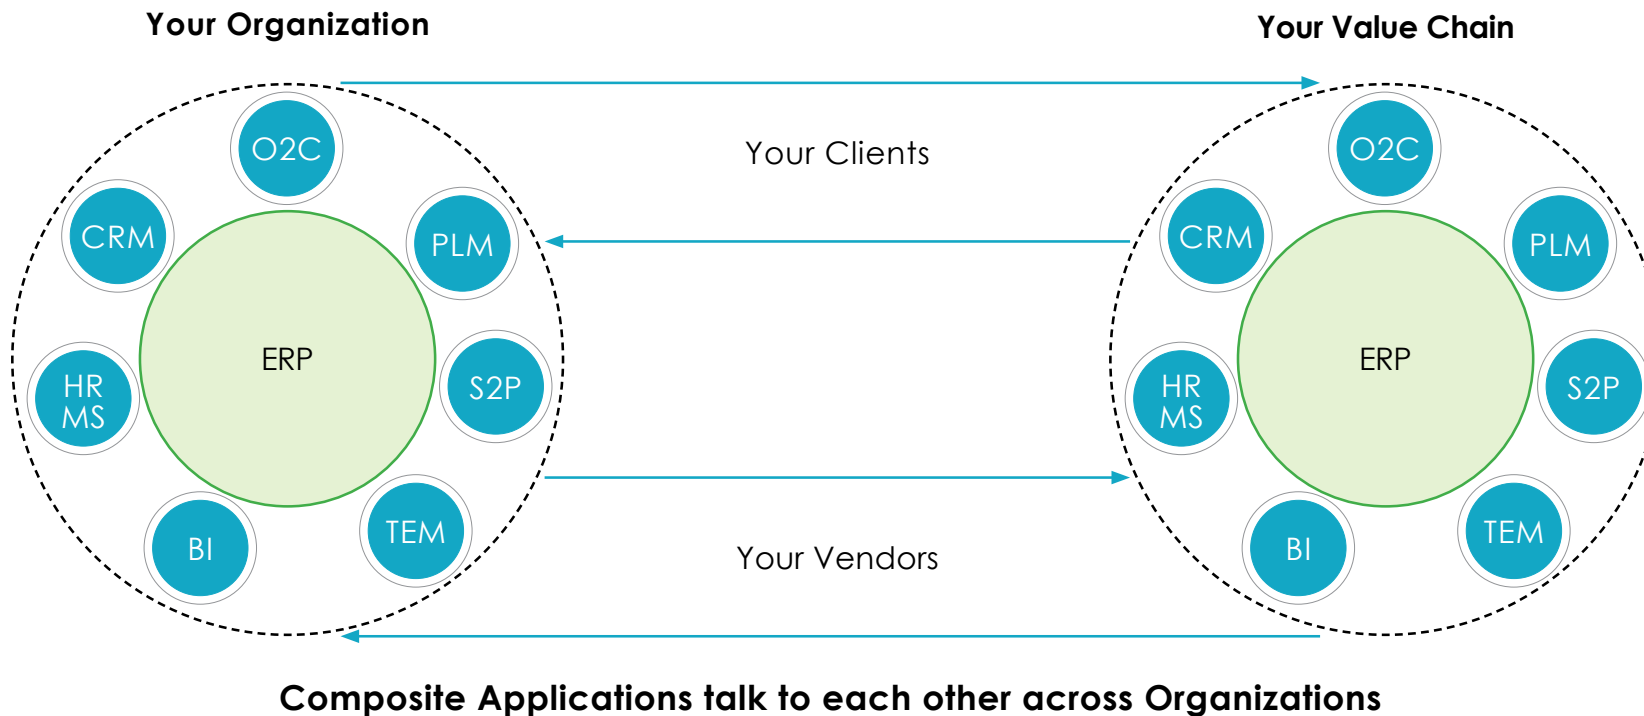 Your Organization
Your Value Chain
O2C
CRM
PLM
ERP
HR
MS
S2P
BI
TEM
Your Clients
Your Vendors
O2C
CRM
PLM
ERP
HR
MS
S2P
BI
TEM
Composite Applications talk to each other across Organizations